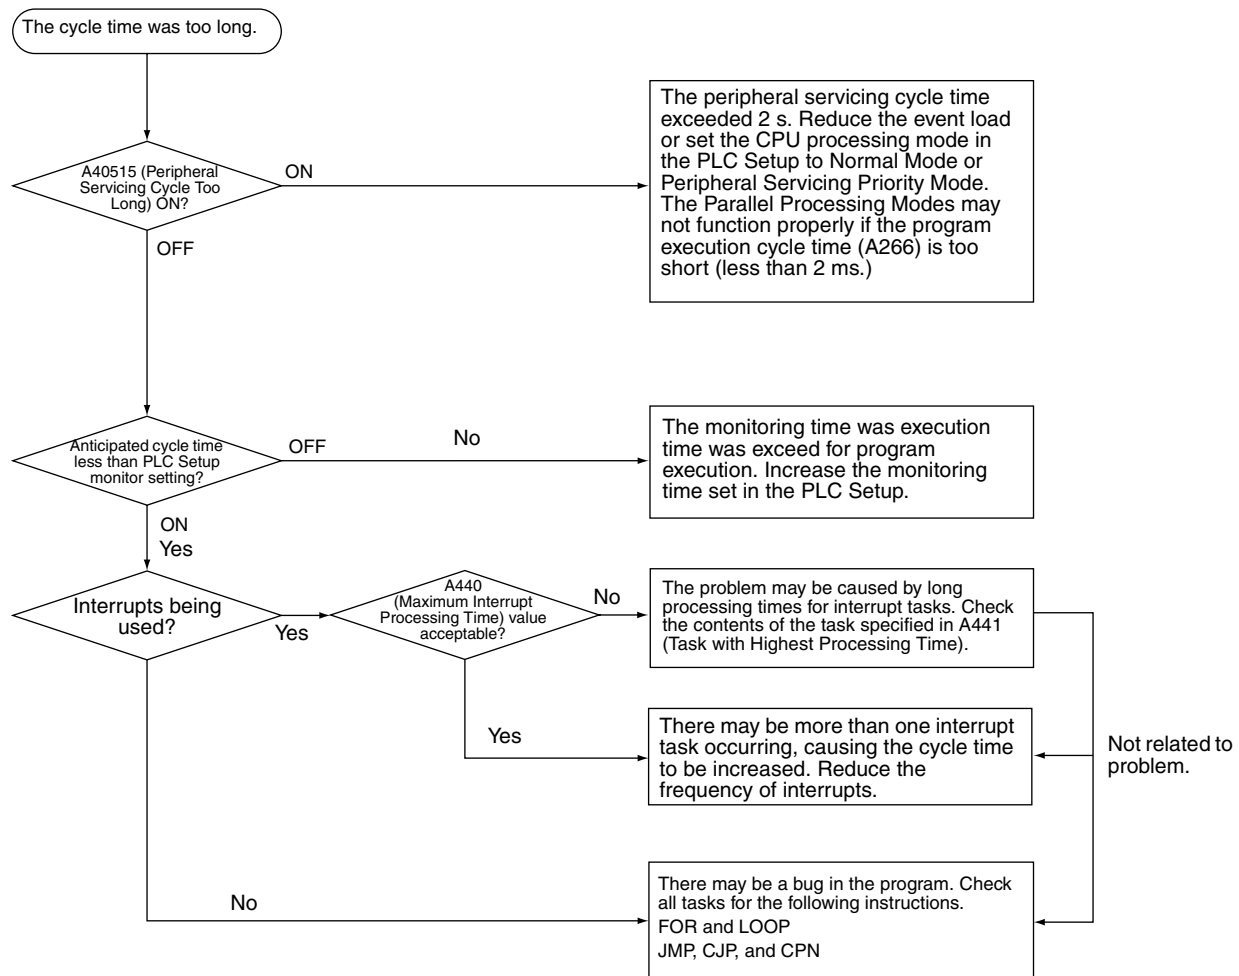 The cycle time was too long.
A40515 (Peripheral
Servicing Cycle Too
Long) ON?
ON
The peripheral servicing cycle time
exceeded 2 s. Reduce the event load
or set the CPU processing mode in
the PLC Setup to Normal Mode or
Peripheral Servicing Priority Mode.
The Parallel Processing Modes may
not function properly if the program
execution cycle time (A266) is too
short (less than 2 ms.)
OFF
Anticipated cycle time
less than PLC Setup
monitor setting?
OFF
No
The monitoring time was execution
time was exceed for program
execution. Increase the monitoring
time set in the PLC Setup.
ON
Yes
Interrupts being
used?
Yes
A440
(Maximum Interrupt
Processing Time) value
acceptable?
No
The problem may be caused by long
processing times for interrupt tasks. Check
the contents of the task specified in A441
(Task with Highest Processing Time).
Yes
There may be more than one interrupt
task occurring, causing the cycle time
to be increased. Reduce the
frequency of interrupts.
Not related to
problem.
No
There may be a bug in the program. Check
all tasks for the following instructions.
FOR and LOOP
JMP, CJP, and CPN